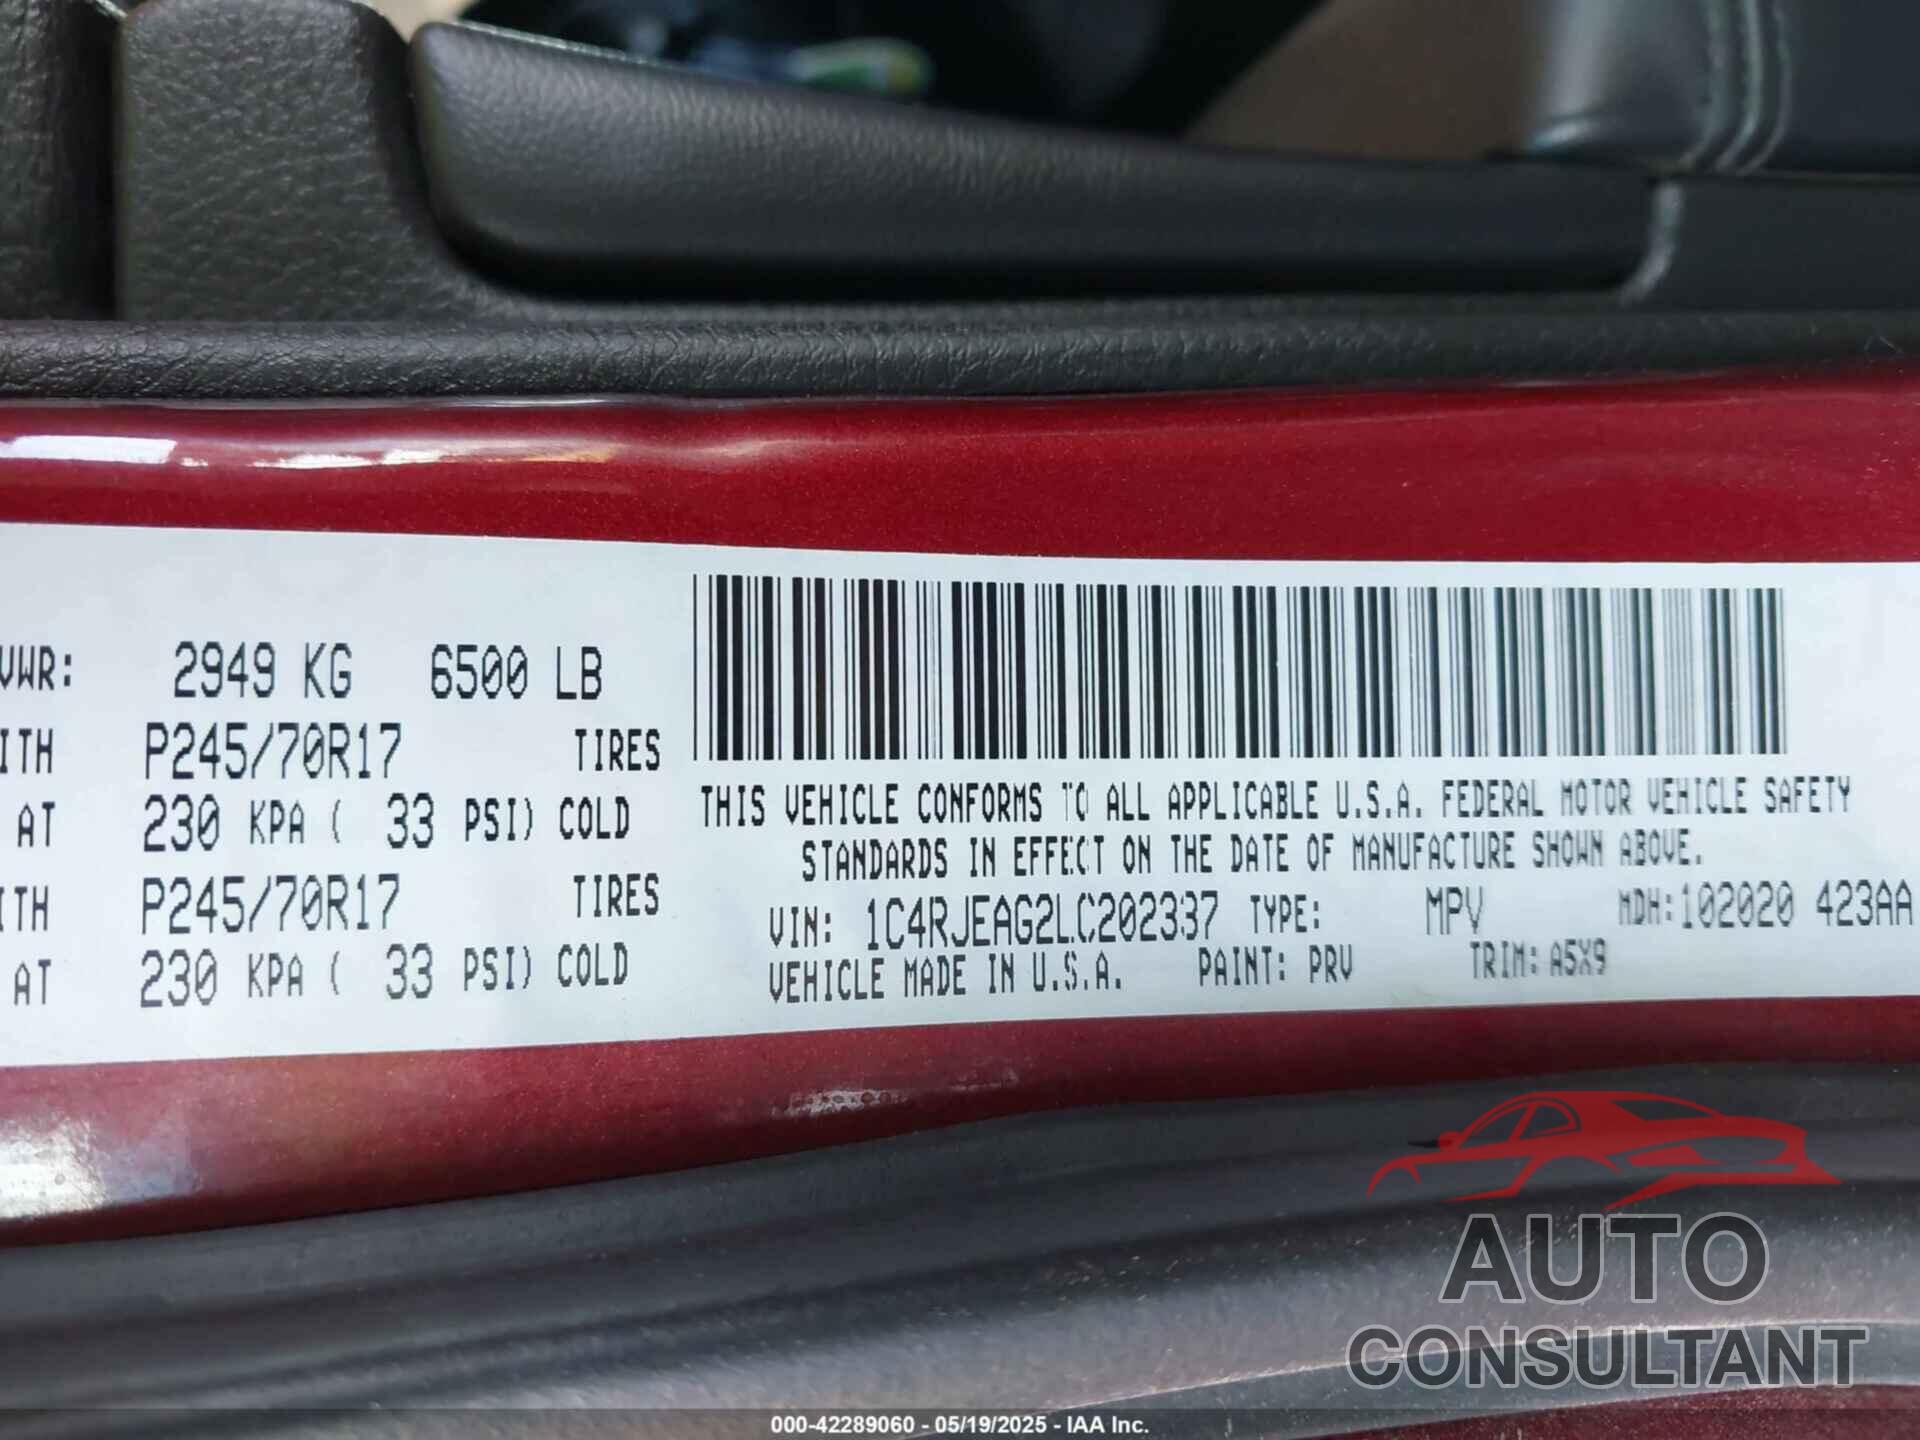 VWR: 2949 KG 6500 LB
ITH P245/70R17 TIRES
AT 230 KPA ( 33 PSI) COLD
ITH P245/70R17 TIRES
AT 230 KPA ( 33 PSI) COLD
THIS VEHICLE CONFORMS TO ALL APPLICABLE U.S.A. FEDERAL MOTOR VEHICLE SAFETY
STANDARDS IN EFFECT ON THE DATE OF MANUFACTURE SHOWN ABOVE.
VIN: 1C4RJEAG2LC202337 TYPE: MPV MDH:102020 423AA
VEHICLE MADE IN U.S.A. PAINT: PRV TRIM: A5X9
AUTO
CONSULTANT
000-42289060 - 05/19/2025 - IAA Inc.